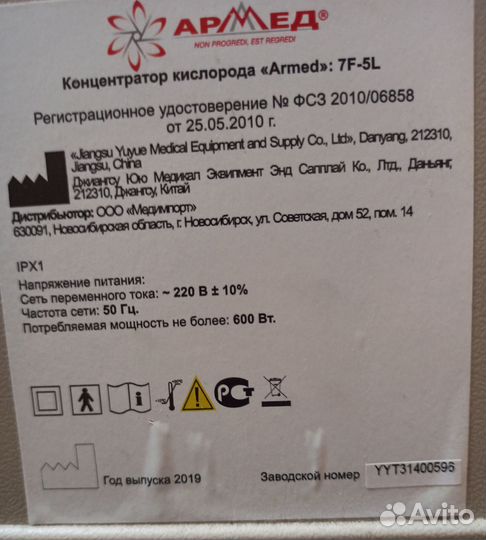 АРМЕД®
NON PROGREDI, EST REGREDI
Концентратор кислорода «Armed»: 7F-5L
Регистрационное удостоверение № ФСЗ 2010/06858
от 25.05.2010 г.
«Jiangsu Yuyue Medical Equipment and Supply Co., Ltd», Danyang, 212310,
Jiangsu, China
Джиангсу Юю Медикал Эквипмент Энд Сапплай Ко., Лтд., Даньянг,
212310, Джангсу, Китай
Дистрибьютор: ООО «Медимпорт»
630091, Новосибирская область, г. Новосибирск, ул. Советская, дом 52, пом. 14
IPX1
Напряжение питания:
Сеть переменного тока: ~ 220 В ± 10%
Частота сети: 50 Гц.
Потребляемая мощность не более: 600 Вт.
Год выпуска 2019
Заводской номер YYT31400596
Avito